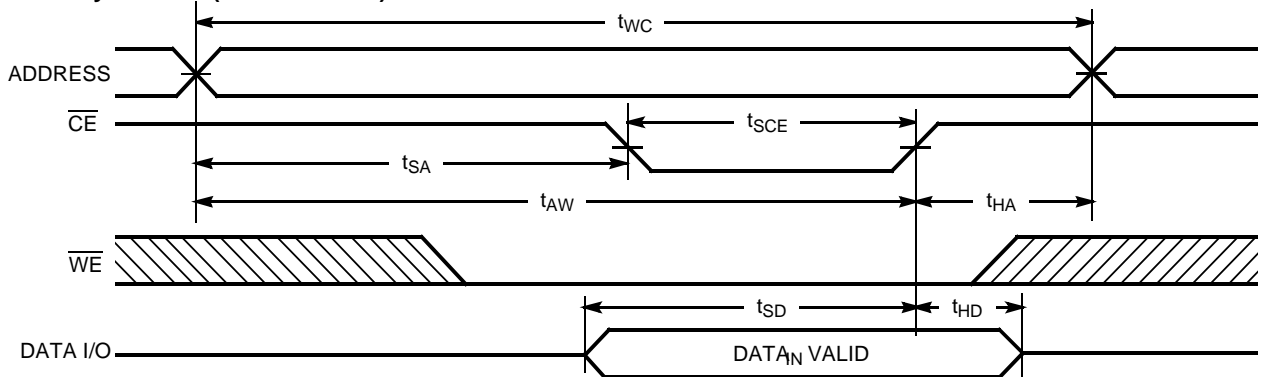 tWC
ADDRESS
CE
tSCE
tSA
tAW
tHA
WE
tSD
tHD
DATA I/O
DATAIN VALID